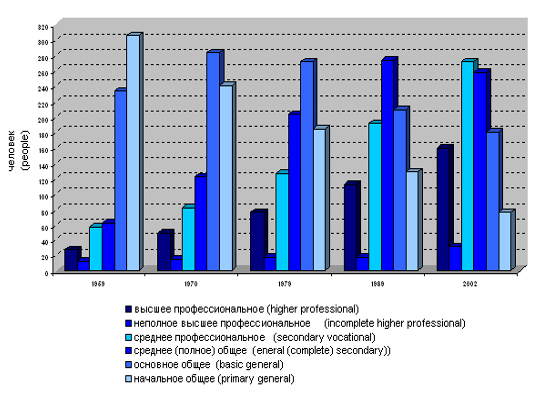 320
300
280
260
240
220
200
180
160
140
120
100
80
60
40
20
0
человек
(people)
1959 1970 1979 1989 2002
высшее профессиональное (higher professional)
неполное высшее профессиональное (incomplete higher professional)
среднее профессиональное (secondary vocational)
среднее (полное) общее (eneral (complete) secondary))
основное общее (basic general)
начальное общее (primary general)